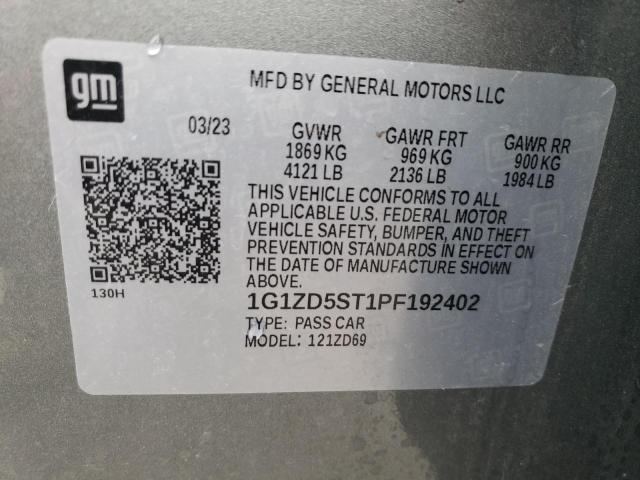 gm
MFD BY GENERAL MOTORS LLC
03/23
GVWR GAWR FRT GAWR RR
1869 KG 969 KG 900 KG
4121 LB 2136 LB 1984 LB
THIS VEHICLE CONFORMS TO ALL
APPLICABLE U.S. FEDERAL MOTOR
VEHICLE SAFETY, BUMPER, AND THEFT
PREVENTION STANDARDS IN EFFECT ON
THE DATE OF MANUFACTURE SHOWN
ABOVE.
130H
1G1ZD5ST1PF192402
TYPE: PASS CAR
MODEL: 121ZD69